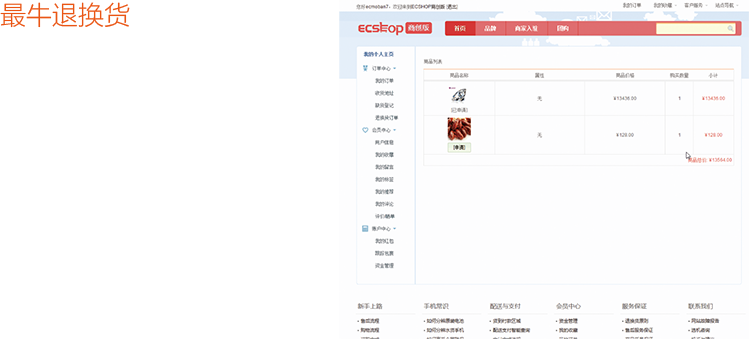 最牛退换货
您好ecmoban7，欢迎来到ECSHOP商创版 [退出]
我的订单 我的收藏 客户服务 站点导航
ecshop 商创版
首页 品牌 商家入驻 团购
我的个人主页
商品列表
商品名称 属性 商品价格 购买数量 小计
订单中心
我的订单
收货地址
缺货登记
退换货订单
会员中心
用户信息
我的收藏
我的留言
我的标签
我的推荐
我的评论
评价/晒单
账户中心
我的红包
跟踪包裹
资金管理
无 ¥13436.00 1 ¥13436.00
[已申请]
无 ¥128.00 1 ¥128.00
[申请]
商品总价: ¥13564.00
新手上路 手机常识 配送与支付 会员中心 服务保证 联系我们
售后流程 如何分辨原装电池 货到付款区域 资金管理 退换货原则 网站故障报告
购物流程 如何分辨水货手机 配送支付智能查询 我的收藏 售后服务保证 选机咨询